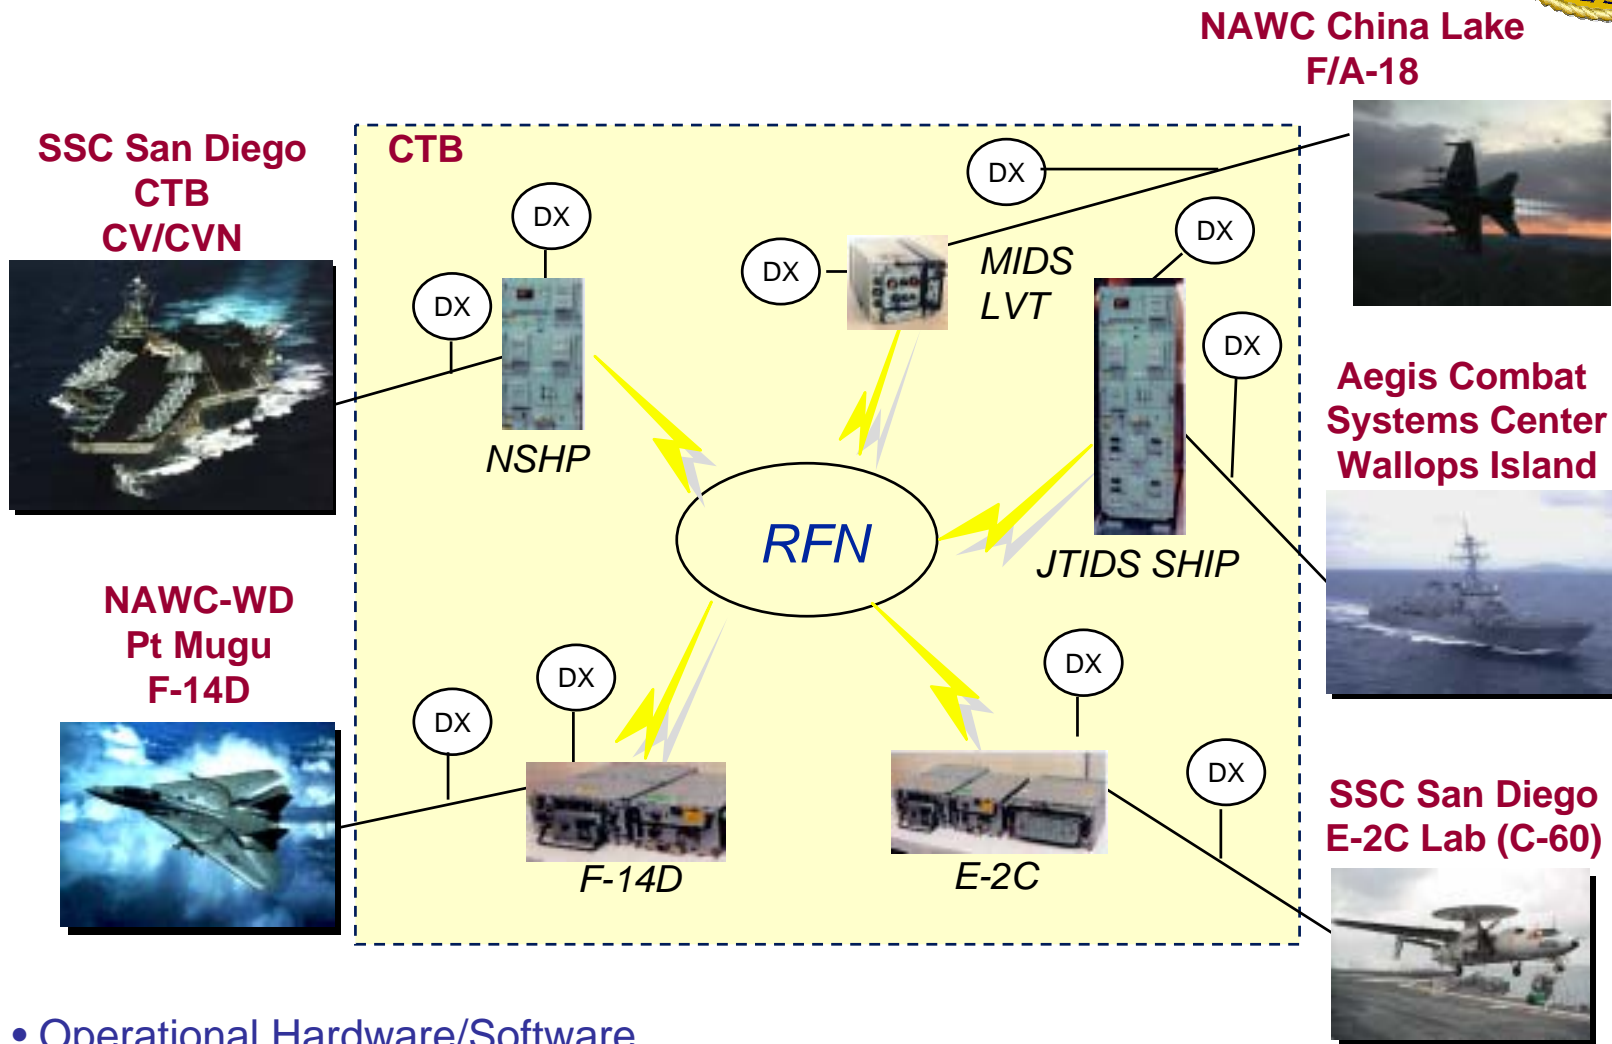 NAWC China Lake
F/A-18
SSC San Diego
CTB
CV/CVN
CTB
DX
DX
DX
DX
DX
DX
MIDS
LVT
NSHP
JTIDS SHIP
RFN
Aegis Combat
Systems Center
Wallops Island
NAWC-WD
Pt Mugu
F-14D
DX
DX
DX
DX
F-14D
E-2C
SSC San Diego
E-2C Lab (C-60)
• Operational Hardware/Software